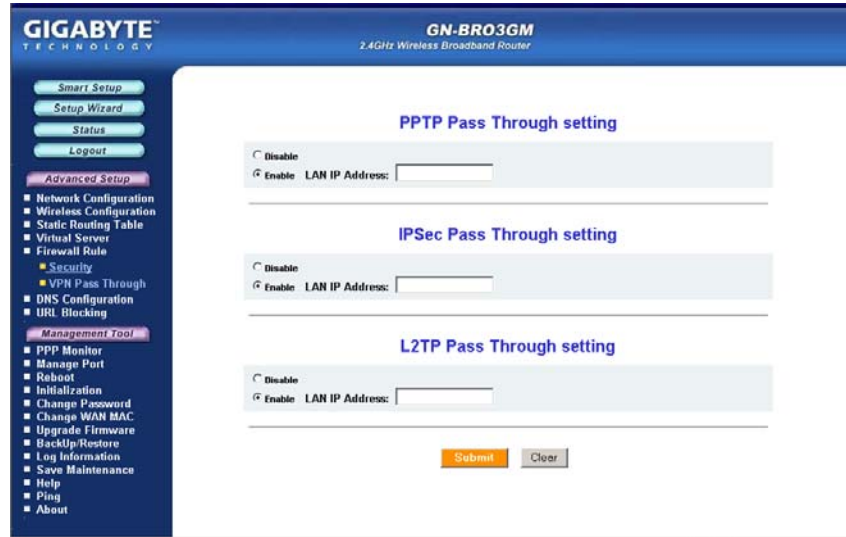 GIGABYTE™
TECHNOLOGY
GN-BR03GM
2.4GHz Wireless Broadband Router
Smart Setup
Setup Wizard
Status
Logout
Advanced Setup
Network Configuration
Wireless Configuration
Static Routing Table
Virtual Server
Firewall Rule
Security
VPN Pass Through
DNS Configuration
URL Blocking
Management Tool
PPP Monitor
Manage Port
Reboot
Initialization
Change Password
Change WAN MAC
Upgrade Firmware
BackUp/Restore
Log Information
Save Maintenance
Help
Ping
About
PPTP Pass Through setting
Disable
Enable LAN IP Address:
IPSec Pass Through setting
Disable
Enable LAN IP Address:
L2TP Pass Through setting
Disable
Enable LAN IP Address:
Submit Clear